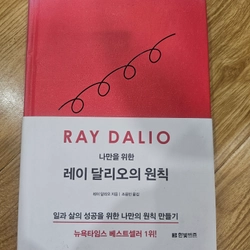 RAY DALIO
나만을 위한
레이 달리오의 원칙
레이 달리오 지음 | 조용빈 옮김
일과 삶의 성공을 위한 나만의 원칙 만들기
뉴욕타임스 베스트셀러 1위!
한빛비즈